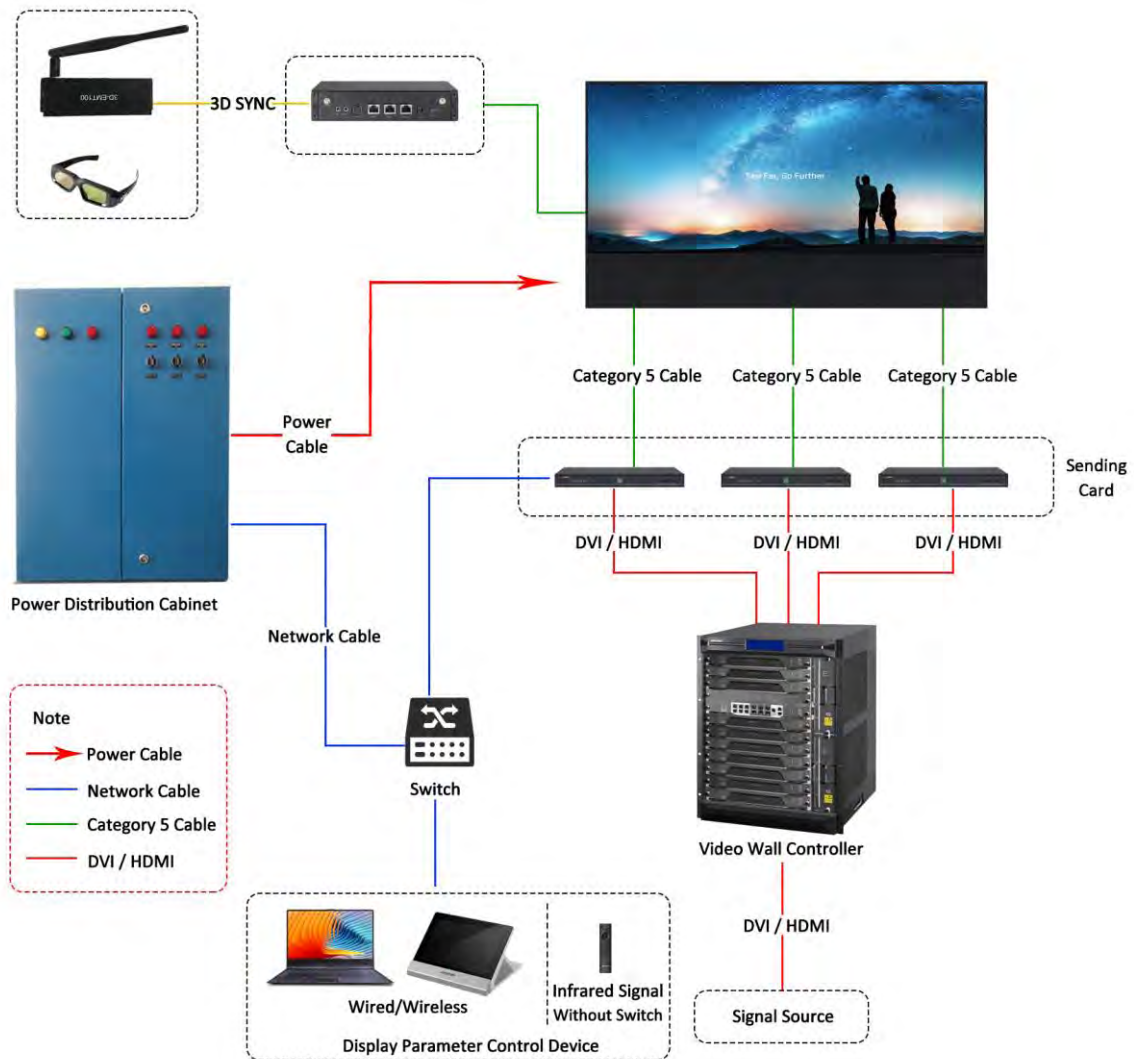 3D-EMT100
3D SYNC
See Far, Go Further
Category 5 Cable
Category 5 Cable
Category 5 Cable
Power
Cable
Sending
Card
DVI / HDMI
DVI / HDMI
DVI / HDMI
Power Distribution Cabinet
Network Cable
Note
Power Cable
Network Cable
Category 5 Cable
DVI / HDMI
Switch
Video Wall Controller
DVI / HDMI
Wired/Wireless
Infrared Signal
Without Switch
Signal Source
Display Parameter Control Device